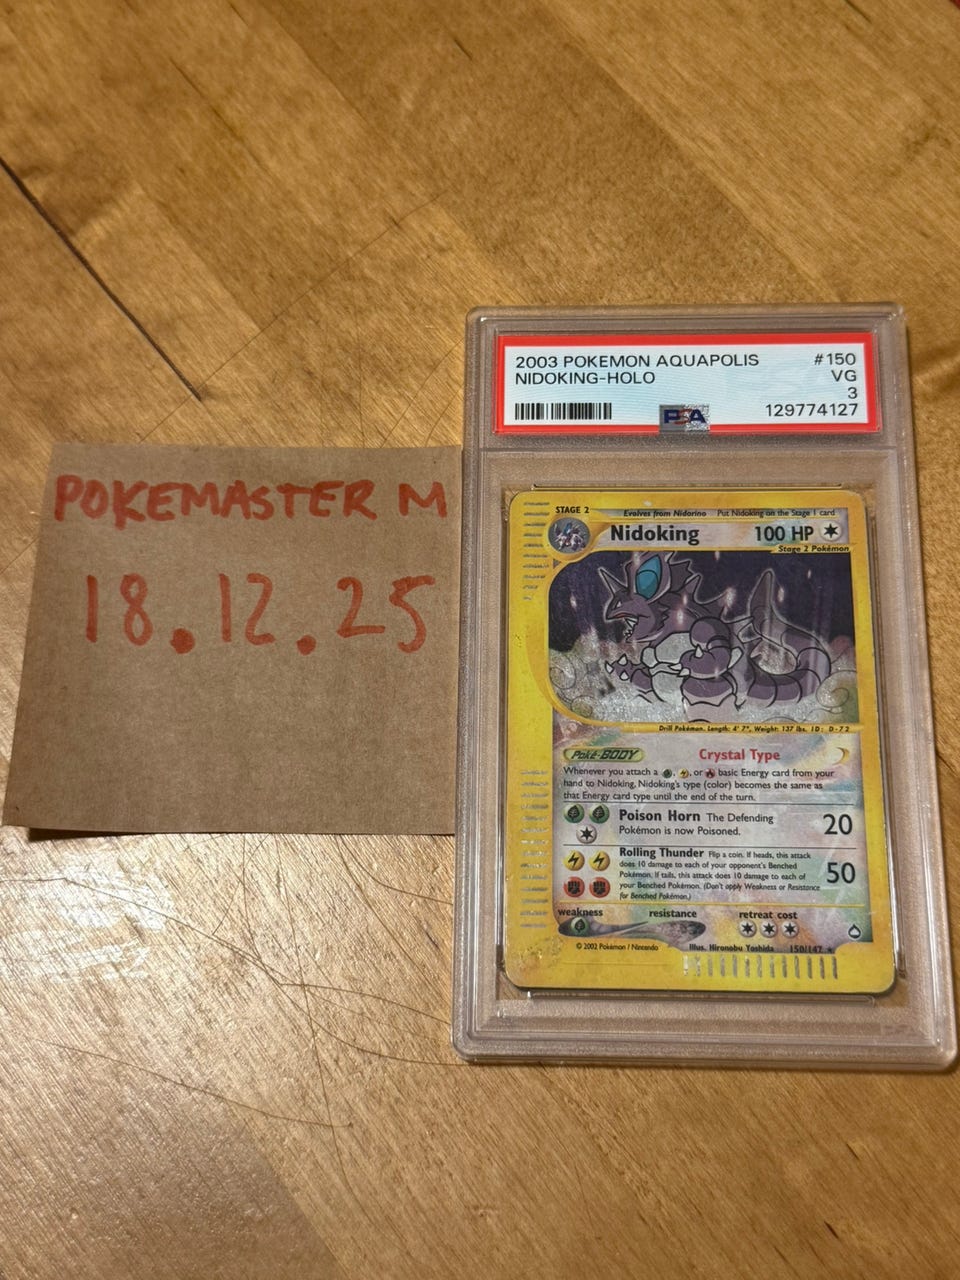 POKEMASTER M
18.12.25
2003 POKEMON AQUAPOLIS #150
NIDOKING-HOLO VG
3
PSA 129774127
STAGE 2 Evolves from Nidorino Put Nidoking on the Stage 1 card
Nidoking 100 HP
Stage 2 Pokémon
Drill Pokémon. Length: 4' 7", Weight: 137 lbs. ID: D-72
Poké-BODY Crystal Type
Whenever you attach a , , or basic Energy card from your
hand to Nidoking, Nidoking's type (color) becomes the same as
that Energy card type until the end of the turn.
Poison Horn The Defending
Pokémon is now Poisoned. 20
Rolling Thunder Flip a coin. If heads, this attack
does 10 damage to each of your opponent's Benched
Pokémon. If tails, this attack does 10 damage to each of
your Benched Pokémon. (Don't apply Weakness or Resistance
for Benched Pokémon.) 50
weakness resistance retreat cost
© 2002 Pokémon / Nintendo Illus. Hironobu Yoshida 150/147 ★